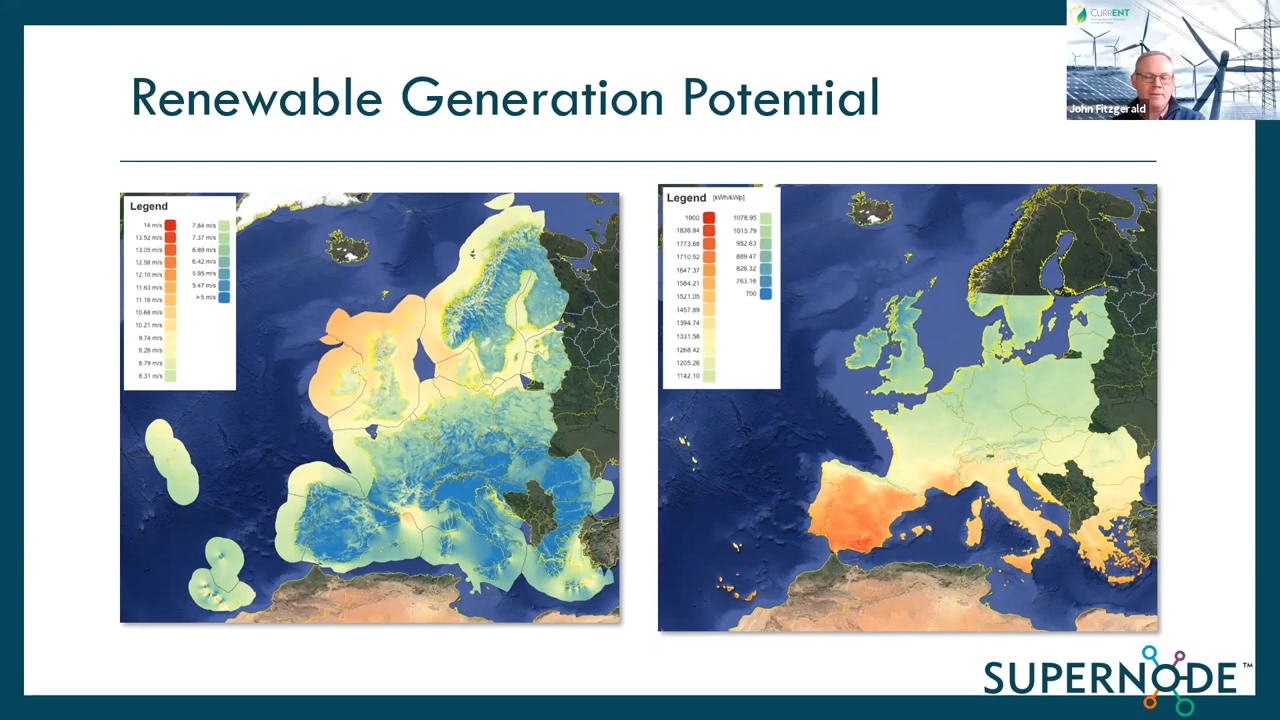 CURRENT
John Fitzgerald
Renewable Generation Potential
Legend
14 m/s
13.52 m/s
13.05 m/s
12.58 m/s
12.10 m/s
11.63 m/s
11.16 m/s
10.68 m/s
10.21 m/s
9.74 m/s
9.26 m/s
8.79 m/s
8.31 m/s
7.84 m/s
7.37 m/s
6.89 m/s
6.42 m/s
5.95 m/s
5.47 m/s
>5 m/s
Legend [kWh/kWp]
1900
1836.84
1773.68
1710.52
1647.37
1584.21
1521.05
1457.89
1394.74
1331.58
1268.42
1205.26
1142.10
1078.95
1015.79
952.63
889.47
826.32
763.16
700
SUPERNODE™